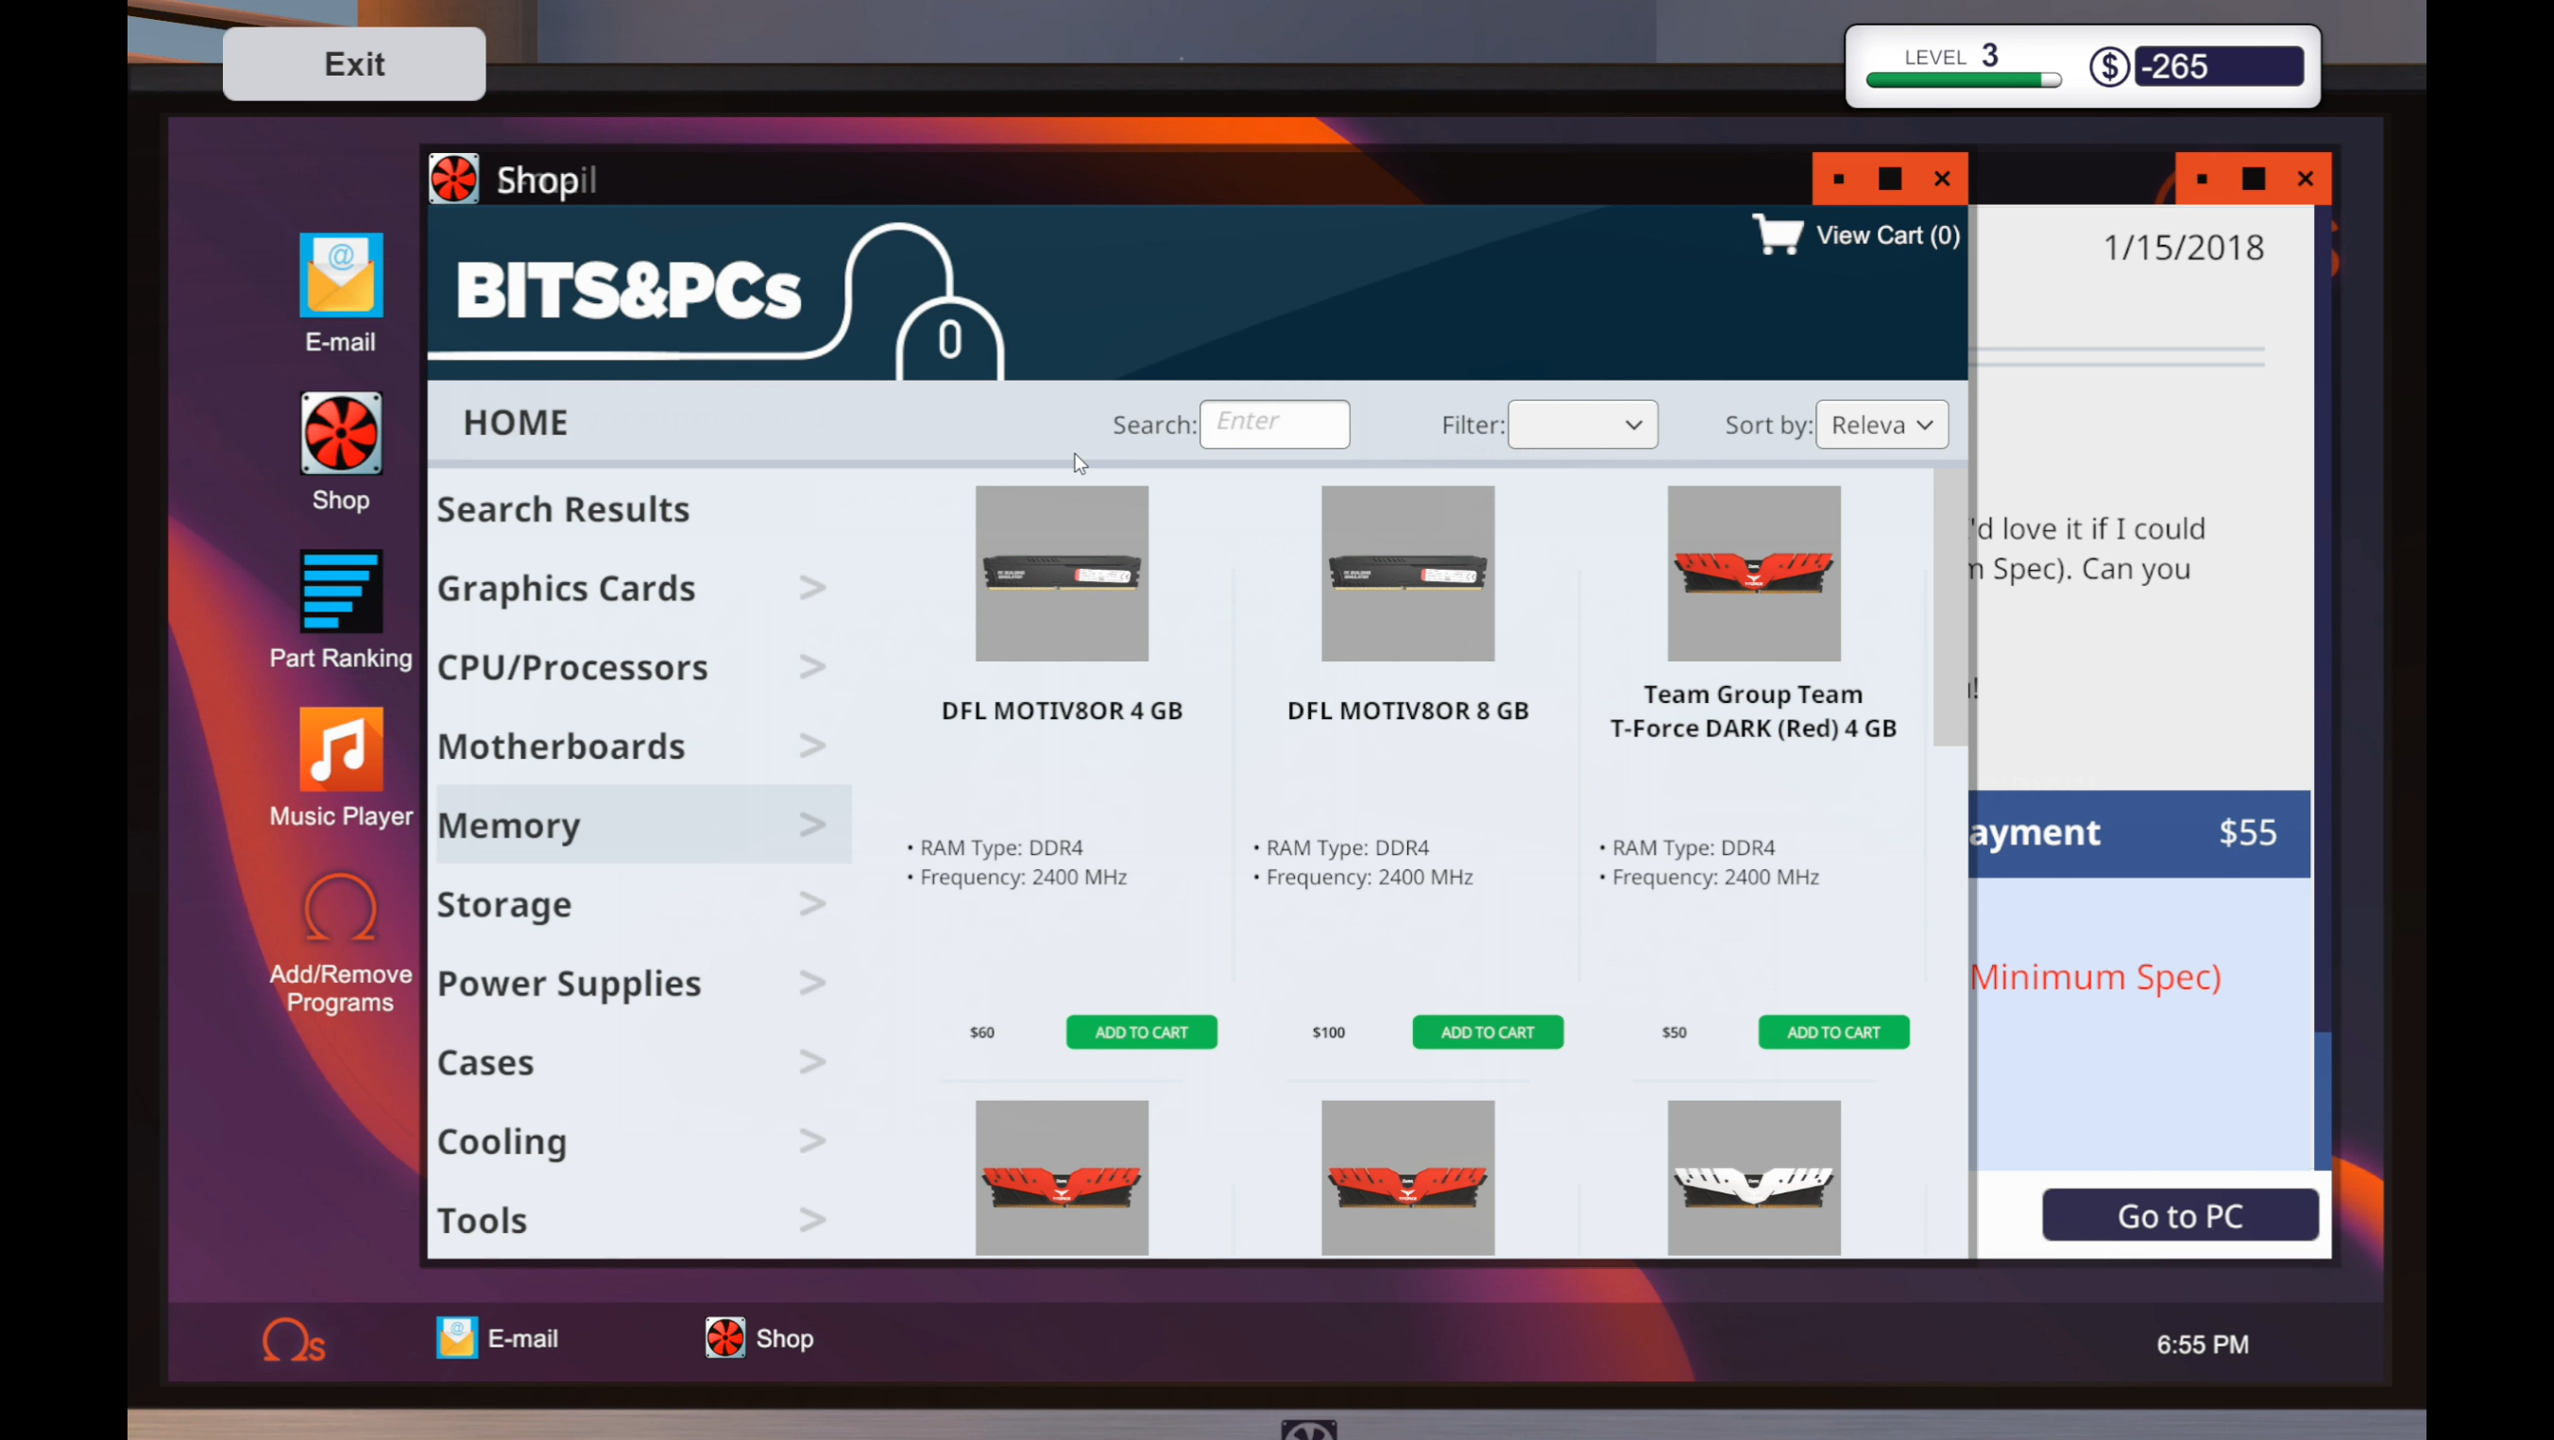 Exit
LEVEL 3
$ -265
Shop
BITS&PCs
View Cart (0)
HOME
Search: Enter
Filter:
Sort by: Releva
Search Results
Graphics Cards >
CPU/Processors >
Motherboards >
Memory >
Storage >
Power Supplies >
Cases >
Cooling >
Tools >
DFL MOTIV8OR 4 GB
• RAM Type: DDR4
• Frequency: 2400 MHz
$60
ADD TO CART
DFL MOTIV8OR 8 GB
• RAM Type: DDR4
• Frequency: 2400 MHz
$100
ADD TO CART
Team Group Team
T-Force DARK (Red) 4 GB
• RAM Type: DDR4
• Frequency: 2400 MHz
$50
ADD TO CART
1/15/2018
'd love it if I could
Spec). Can you
ayment $55
Minimum Spec)
Go to PC
E-mail
Shop
Part Ranking
Music Player
Add/Remove
Programs
E-mail
Shop
6:55 PM